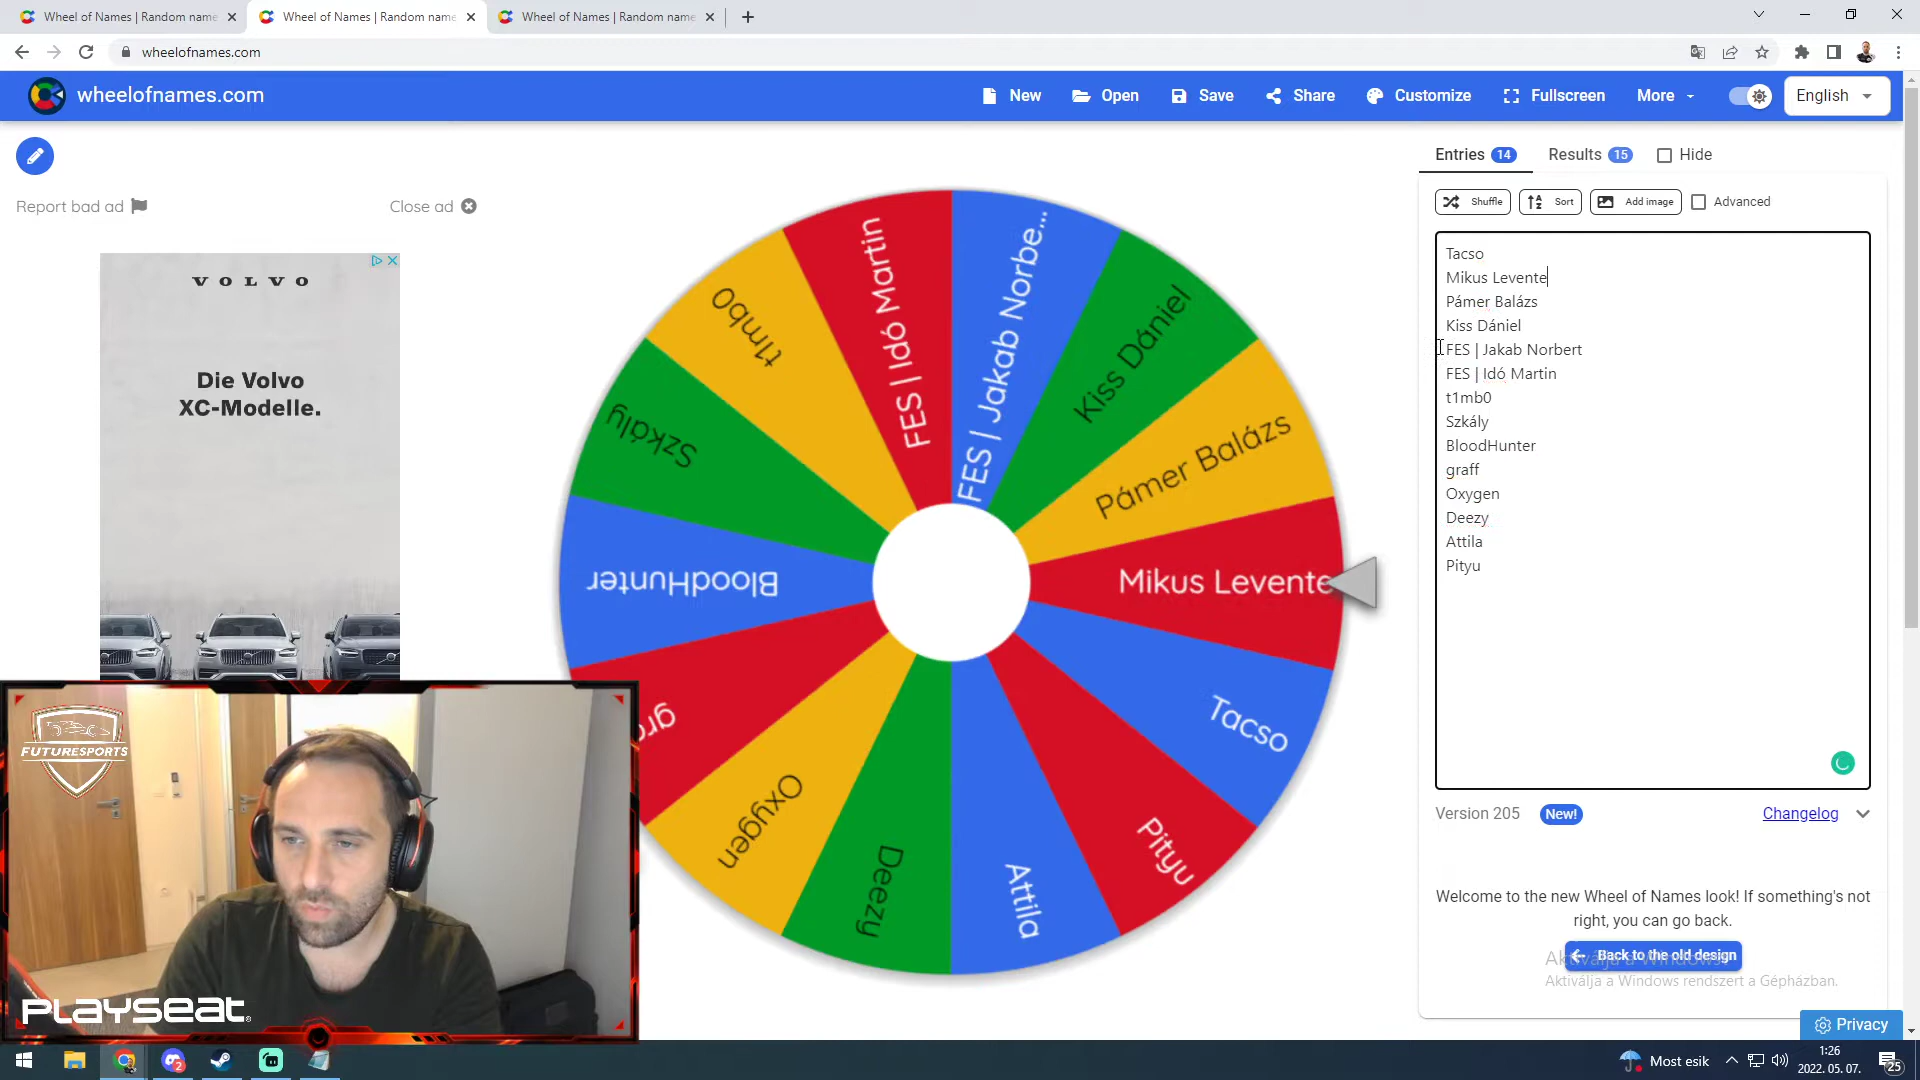 Wheel of Names | Random name
Wheel of Names | Random name
Wheel of Names | Random name
wheelofnames.com
wheelofnames.com
New
Open
Save
Share
Customize
Fullscreen
More
English
Report bad ad
Close ad
VOLVO
Die Volvo
XC-Modelle.
FES | Jakab Norbe...
Kiss Dániel
Pámer Balázs
Mikus Levente
Tacso
Pityu
Attila
Deezy
Oxygen
BloodHunter
Szkály
t1mb0
FES | Idó Martin
Entries 14
Results 15
Hide
Shuffle
Sort
Add image
Advanced
Tacso
Mikus Levente
Pámer Balázs
Kiss Dániel
FES | Jakab Norbert
FES | Idó Martin
t1mb0
Szkály
BloodHunter
graff
Oxygen
Deezy
Attila
Pityu
Version 205
New!
Changelog
Welcome to the new Wheel of Names look! If something's not
right, you can go back.
Back to the old design
Aktiválja a Windows rendszert a Gépházban.
Privacy
FUTURESPORTS
PLAYSEAT
2
Most esik
1:26
2022. 05. 07.
25